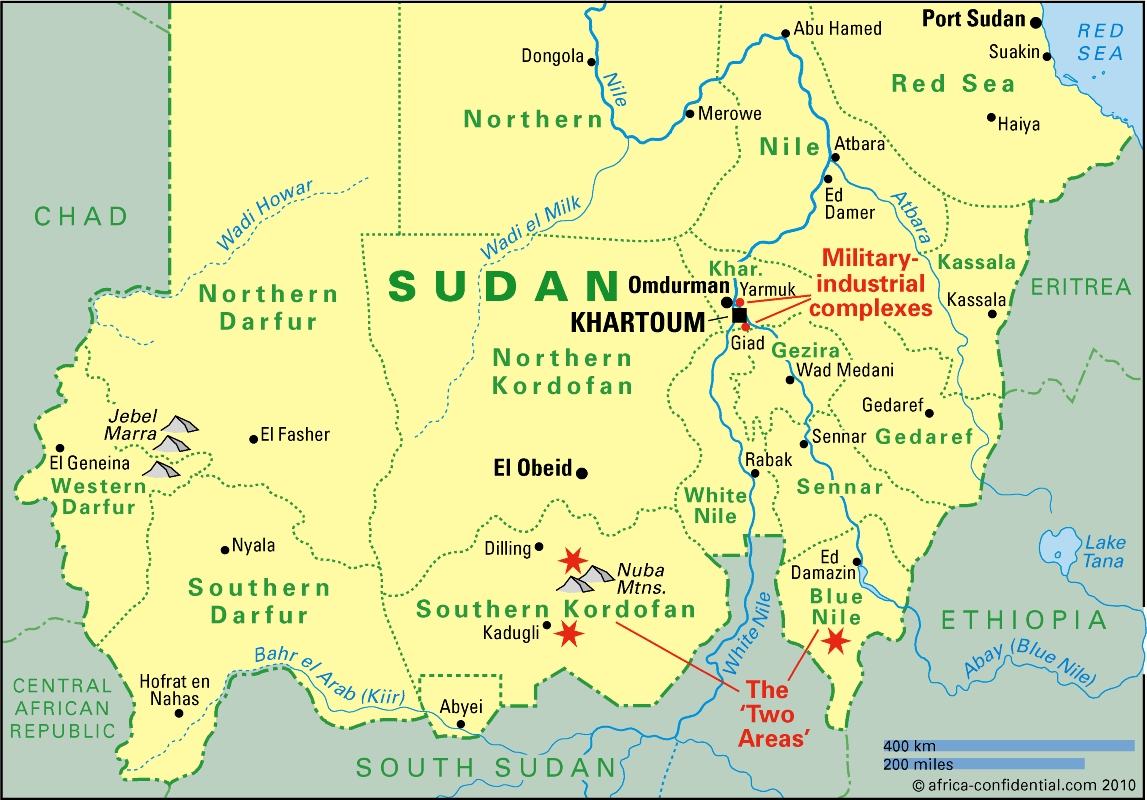 Port Sudan
RED
SEA
Abu Hamed
Suakin
Dongola
Nile
Red Sea
Northern
Merowe
Haiya
Nile
Atbara
Ed
Damer
Atbara
CHAD
Wadi Howar
Wadi el Milk
Khar.
Military-
industrial
complexes
Kassala
SUDAN
Omdurman
Yarmuk
ERITREA
Northern
Darfur
Kassala
KHARTOUM
Giad
Gezira
Northern
Kordofan
Wad Medani
Jebel
Marra
Gedaref
El Fasher
Sennar
Gedaref
El Geneina
Western
Darfur
El Obeid
Rabak
White
Nile
Sennar
Nyala
Dilling
Nuba
Mtns.
Ed
Damazin
Lake
Tana
Southern
Darfur
Southern Kordofan
Blue
Nile
Kadugli
White Nile
ETHIOPIA
Abay (Blue Nile)
Bahr el Arab (Kiir)
CENTRAL
AFRICAN
REPUBLIC
Hofrat en
Nahas
Abyei
The
‘Two
Areas’
SOUTH SUDAN
400 km
200 miles
© africa-confidential.com 2010